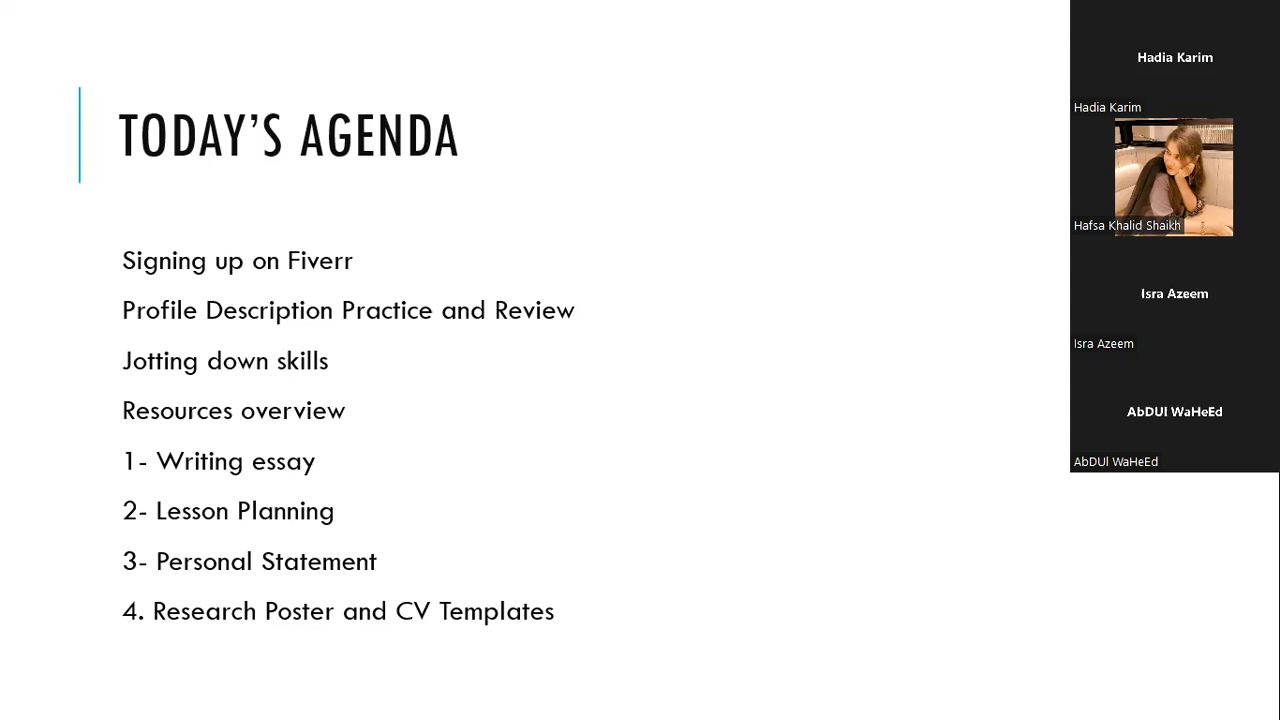 TODAY'S AGENDA
Signing up on Fiverr
Profile Description Practice and Review
Jotting down skills
Resources overview
1- Writing essay
2- Lesson Planning
3- Personal Statement
4. Research Poster and CV Templates
Hadia Karim
Hadia Karim
Hafsa Khalid Shaikh
Isra Azeem
Isra Azeem
AbDUl WaHeEd
AbDUl WaHeEd